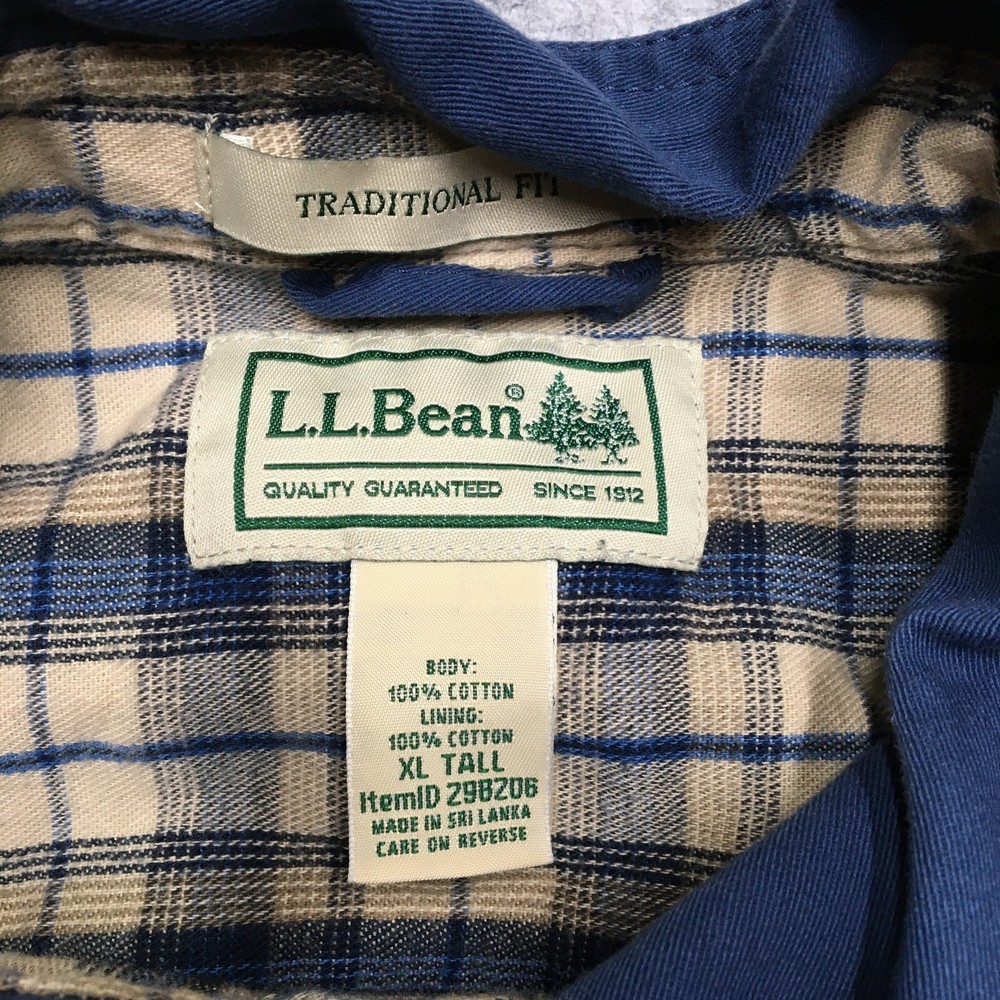 TRADITIONAL FIT
L.L.Bean®
QUALITY GUARANTEED SINCE 1912
BODY:
100% COTTON
LINING:
100% COTTON
XL TALL
ItemID 298206
MADE IN SRI LANKA
CARE ON REVERSE